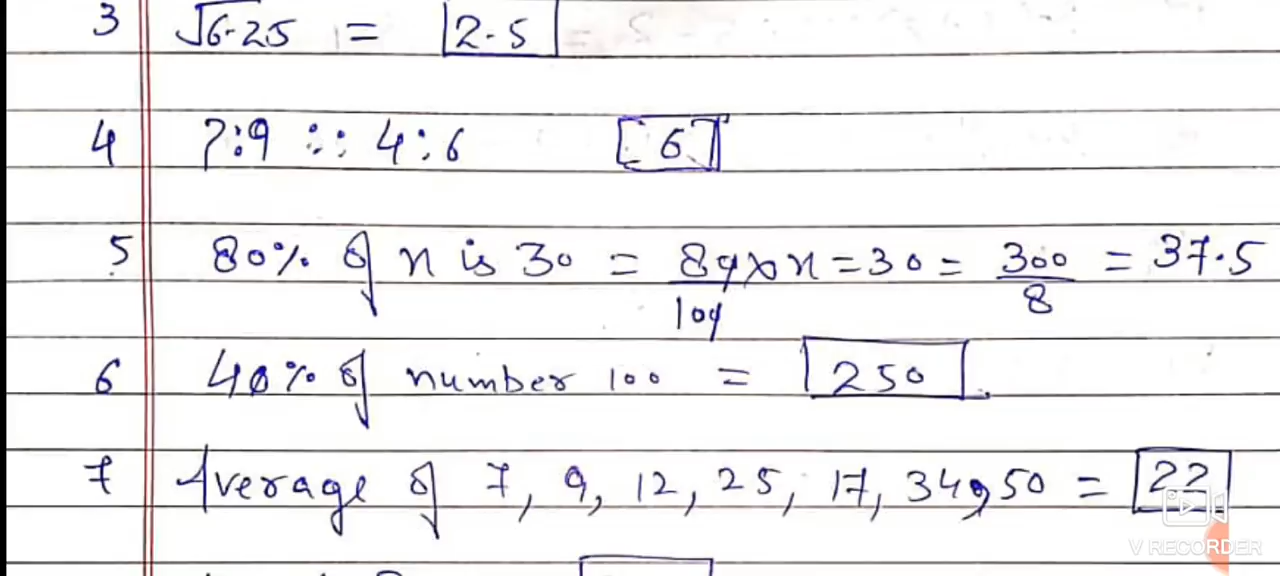 3 √6.25 = 2.5
4 ?:9 :: 4:6 6
5 80% of n is 30 = 80/100 x n = 30 = 300/8 = 37.5
6 40% of number 100 = 250.
7 Average of 7, 9, 12, 25, 17, 34, 50 = 22
V RECORDER